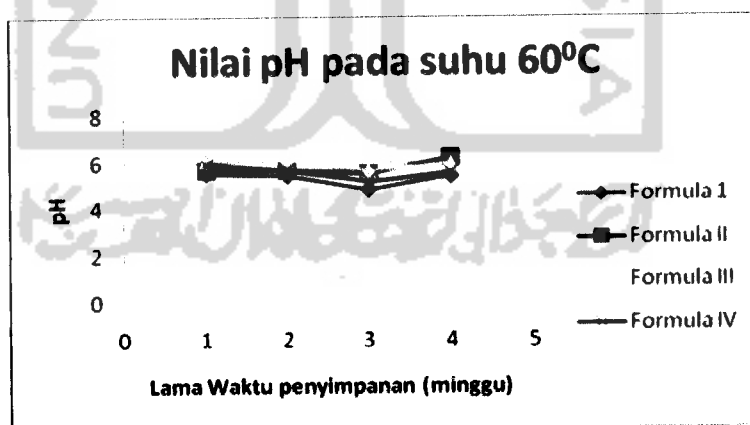 Nilai pH pada suhu 60⁰C
8
6
4
2
0
pH
0 1 2 3 4 5
Lama Waktu penyimpanan (minggu)
Formula 1
Formula II
Formula III
Formula IV